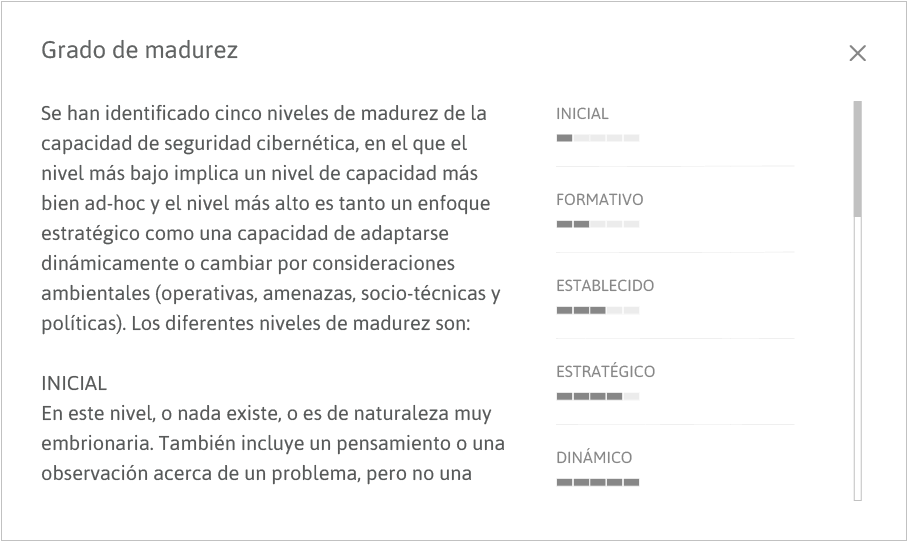 Grado de madurez
Se han identificado cinco niveles de madurez de la
capacidad de seguridad cibernética, en el que el
nivel más bajo implica un nivel de capacidad más
bien ad-hoc y el nivel más alto es tanto un enfoque
estratégico como una capacidad de adaptarse
dinámicamente o cambiar por consideraciones
ambientales (operativas, amenazas, socio-técnicas y
políticas). Los diferentes niveles de madurez son:
INICIAL
En este nivel, o nada existe, o es de naturaleza muy
embrionaria. También incluye un pensamiento o una
observación acerca de un problema, pero no una
INICIAL
FORMATIVO
ESTABLECIDO
ESTRATÉGICO
DINÁMICO